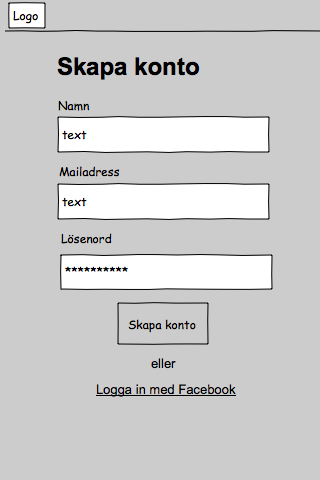 Logo
Skapa konto
Namn
text
Mailadress
text
Lösenord
**********
Skapa konto
eller
Logga in med Facebook